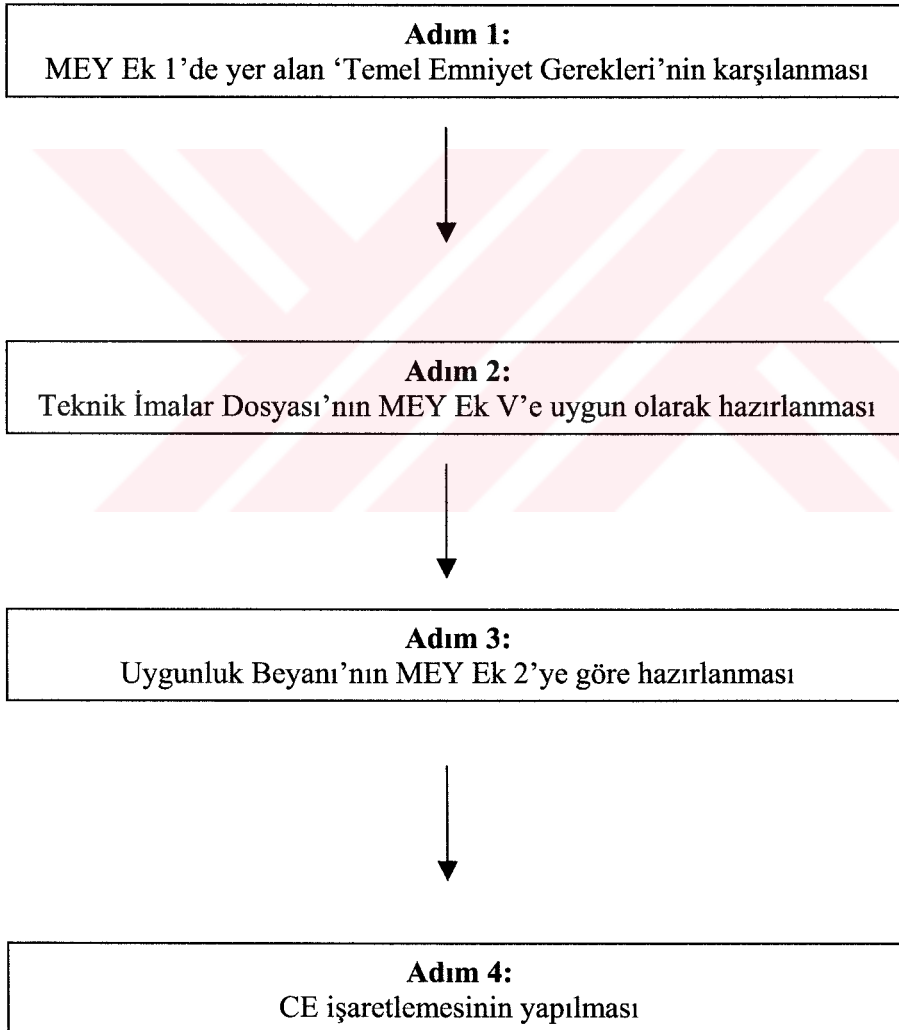 Adım 1:
MEY Ek 1’de yer alan ‘Temel Emniyet Gerekleri’nin karşılanması
Adım 2:
Teknik İmalar Dosyası’nın MEY Ek V’e uygun olarak hazırlanması
Adım 3:
Uygunluk Beyanı’nın MEY Ek 2’ye göre hazırlanması
Adım 4:
CE işaretlemesinin yapılması